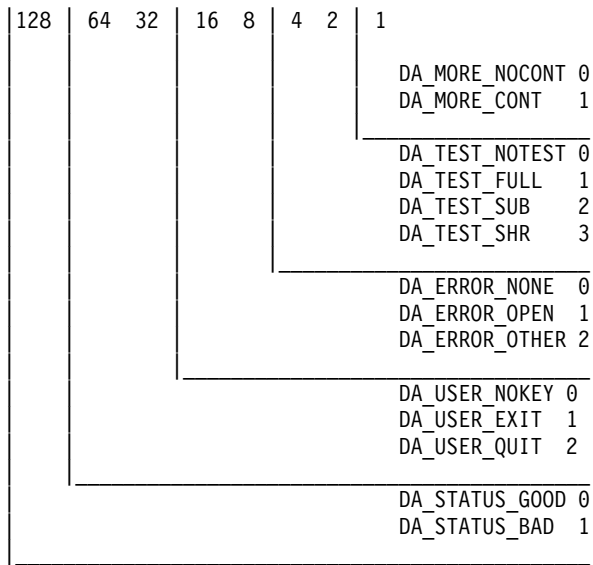 128 64 32 16 8 4 2 1
DA_MORE_NOCONT 0
DA_MORE_CONT 1
DA_TEST_NOTEST 0
DA_TEST_FULL 1
DA_TEST_SUB 2
DA_TEST_SHR 3
DA_ERROR_NONE 0
DA_ERROR_OPEN 1
DA_ERROR_OTHER 2
DA_USER_NOKEY 0
DA_USER_EXIT 1
DA_USER_QUIT 2
DA_STATUS_GOOD 0
DA_STATUS_BAD 1